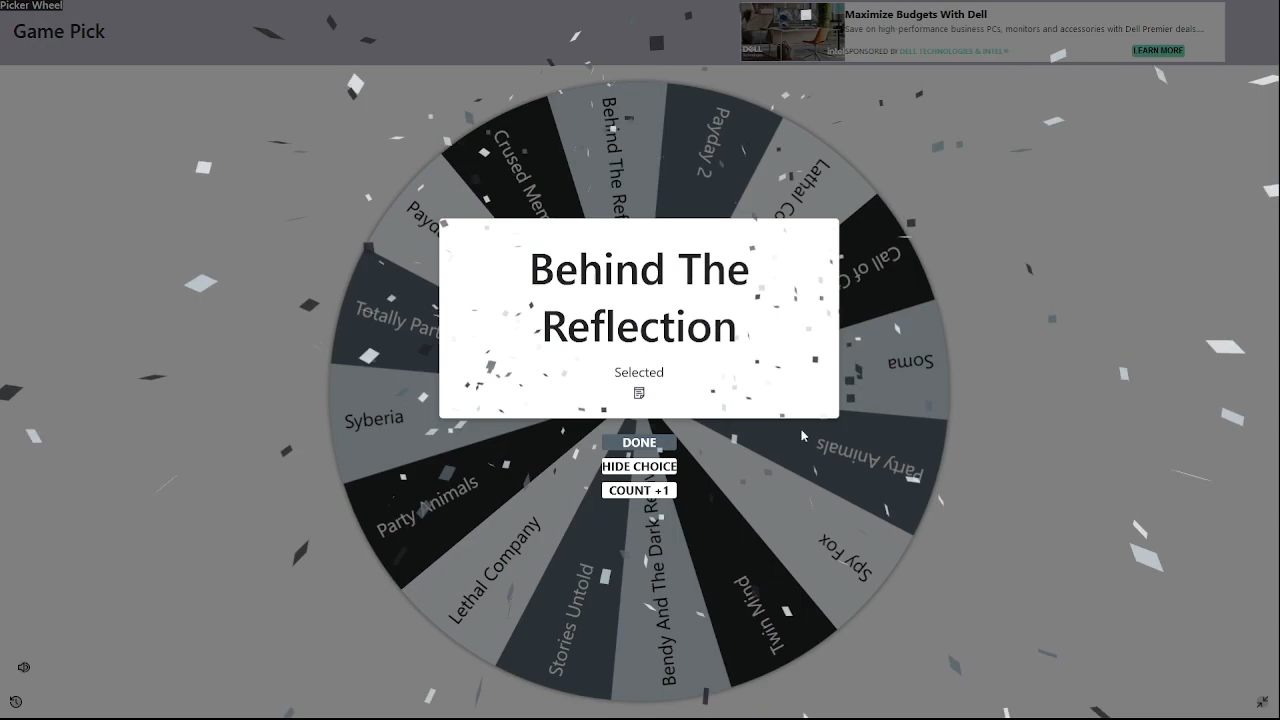 Picker Wheel
Game Pick
Maximize Budgets With Dell
Save on high-performance business PCs, monitors and accessories with Dell Premier deals...
SPONSORED BY DELL TECHNOLOGIES & INTEL®
LEARN MORE
DELL
intel
Behind The Ref
Payday 2
Lathal Co
Call of C
Soma
Party Animals
Spy Fox
Twin Mind
Bendy And The Dark Re
Stories Untold
Lethal Company
Party Animals
Syberia
Totally Part
Payd
Crused Mem
Behind The
Reflection
Selected
DONE
HIDE CHOICE
COUNT +1